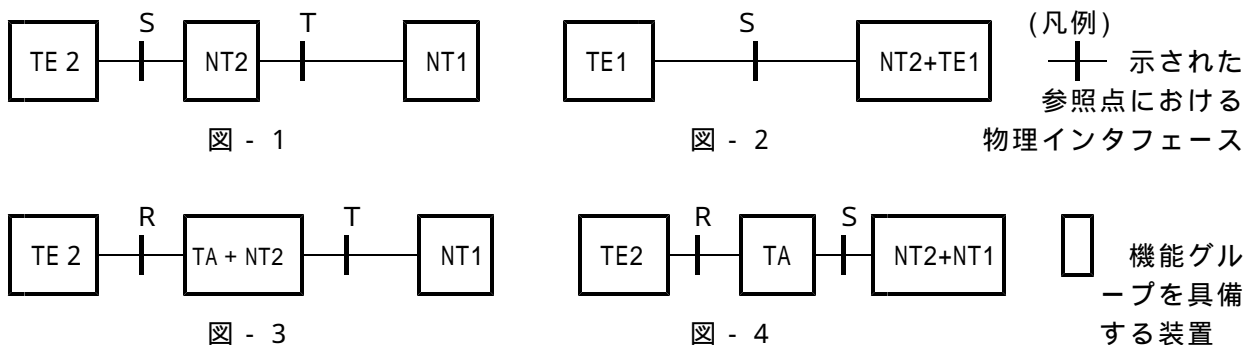 S T
TE 2 NT2 NT1
図 - 1
S
TE1 NT2+TE1
図 - 2
(凡例)
示された
参照点における
物理インタフェース
R T
TE 2 TA + NT2 NT1
図 - 3
R S
TE2 TA NT2+NT1
図 - 4
機能グル
ープを具備
する装置